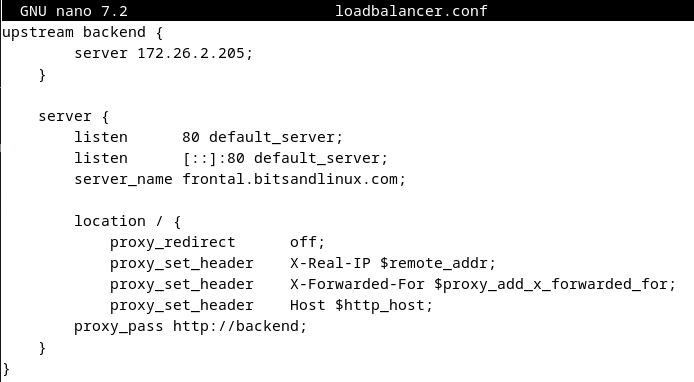 GNU nano 7.2 loadbalancer.conf
upstream backend {
        server 172.26.2.205;
    }

    server {
        listen      80 default_server;
        listen      [::]:80 default_server;
        server_name frontal.bitsandlinux.com;

        location / {
            proxy_redirect      off;
            proxy_set_header    X-Real-IP $remote_addr;
            proxy_set_header    X-Forwarded-For $proxy_add_x_forwarded_for;
            proxy_set_header    Host $http_host;
        proxy_pass http://backend;
    }
}